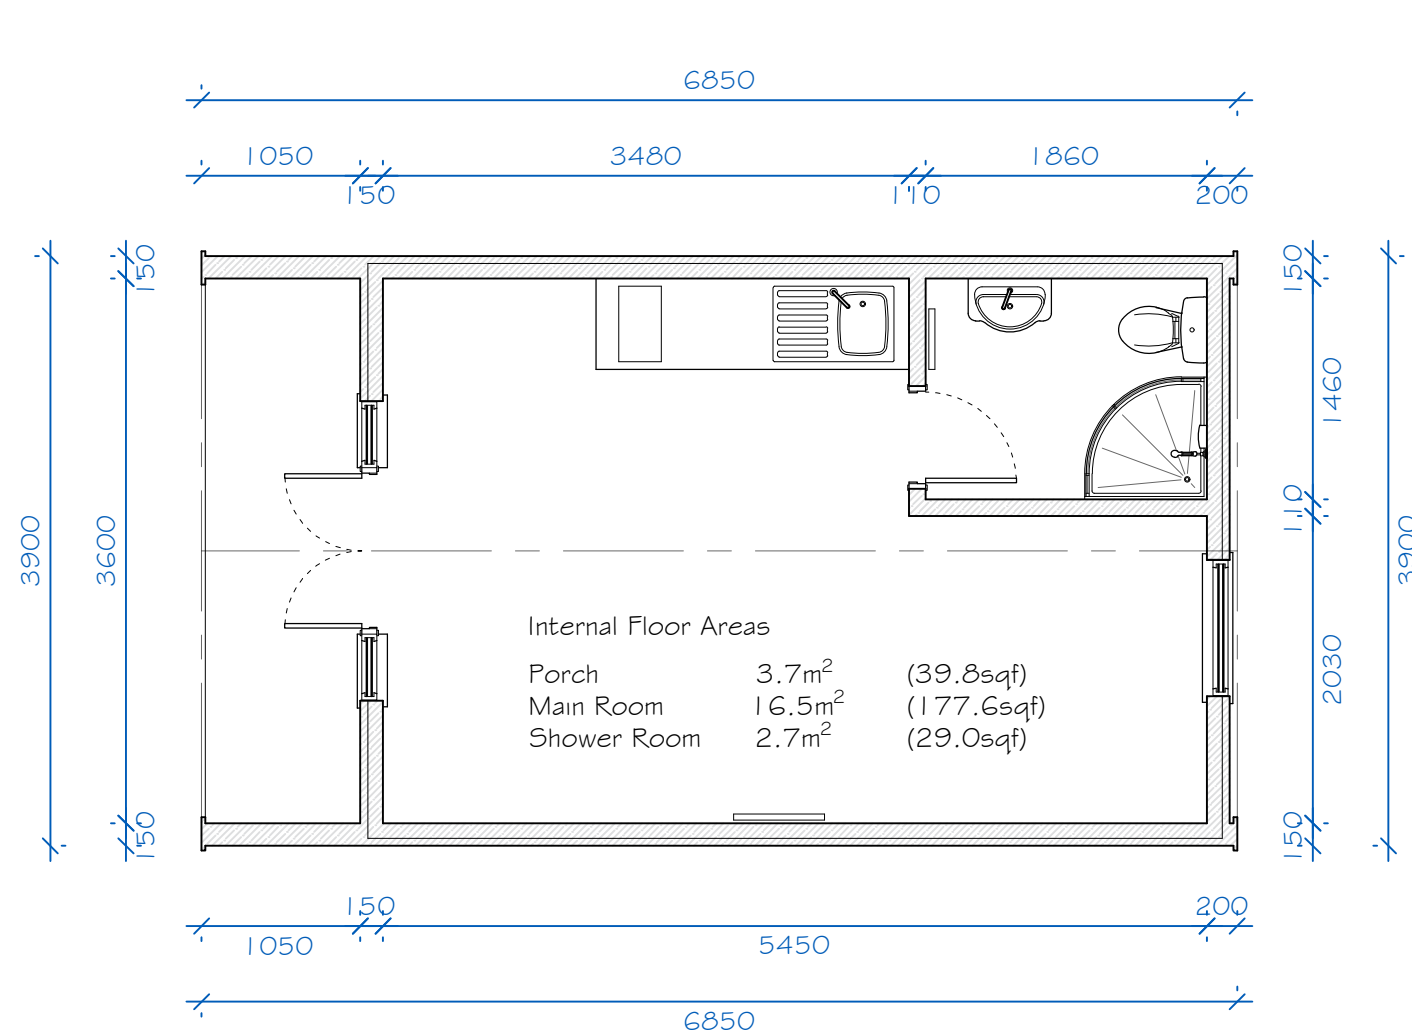 6850
1050 3480 1860
150 110 200
150 150
1460
3900 3600 110 3900
Internal Floor Areas
Porch 3.7m² (39.8sqf)
Main Room 16.5m² (177.6sqf)
Shower Room 2.7m² (29.0sqf)
2030
150 150
150 200
1050 5450
6850